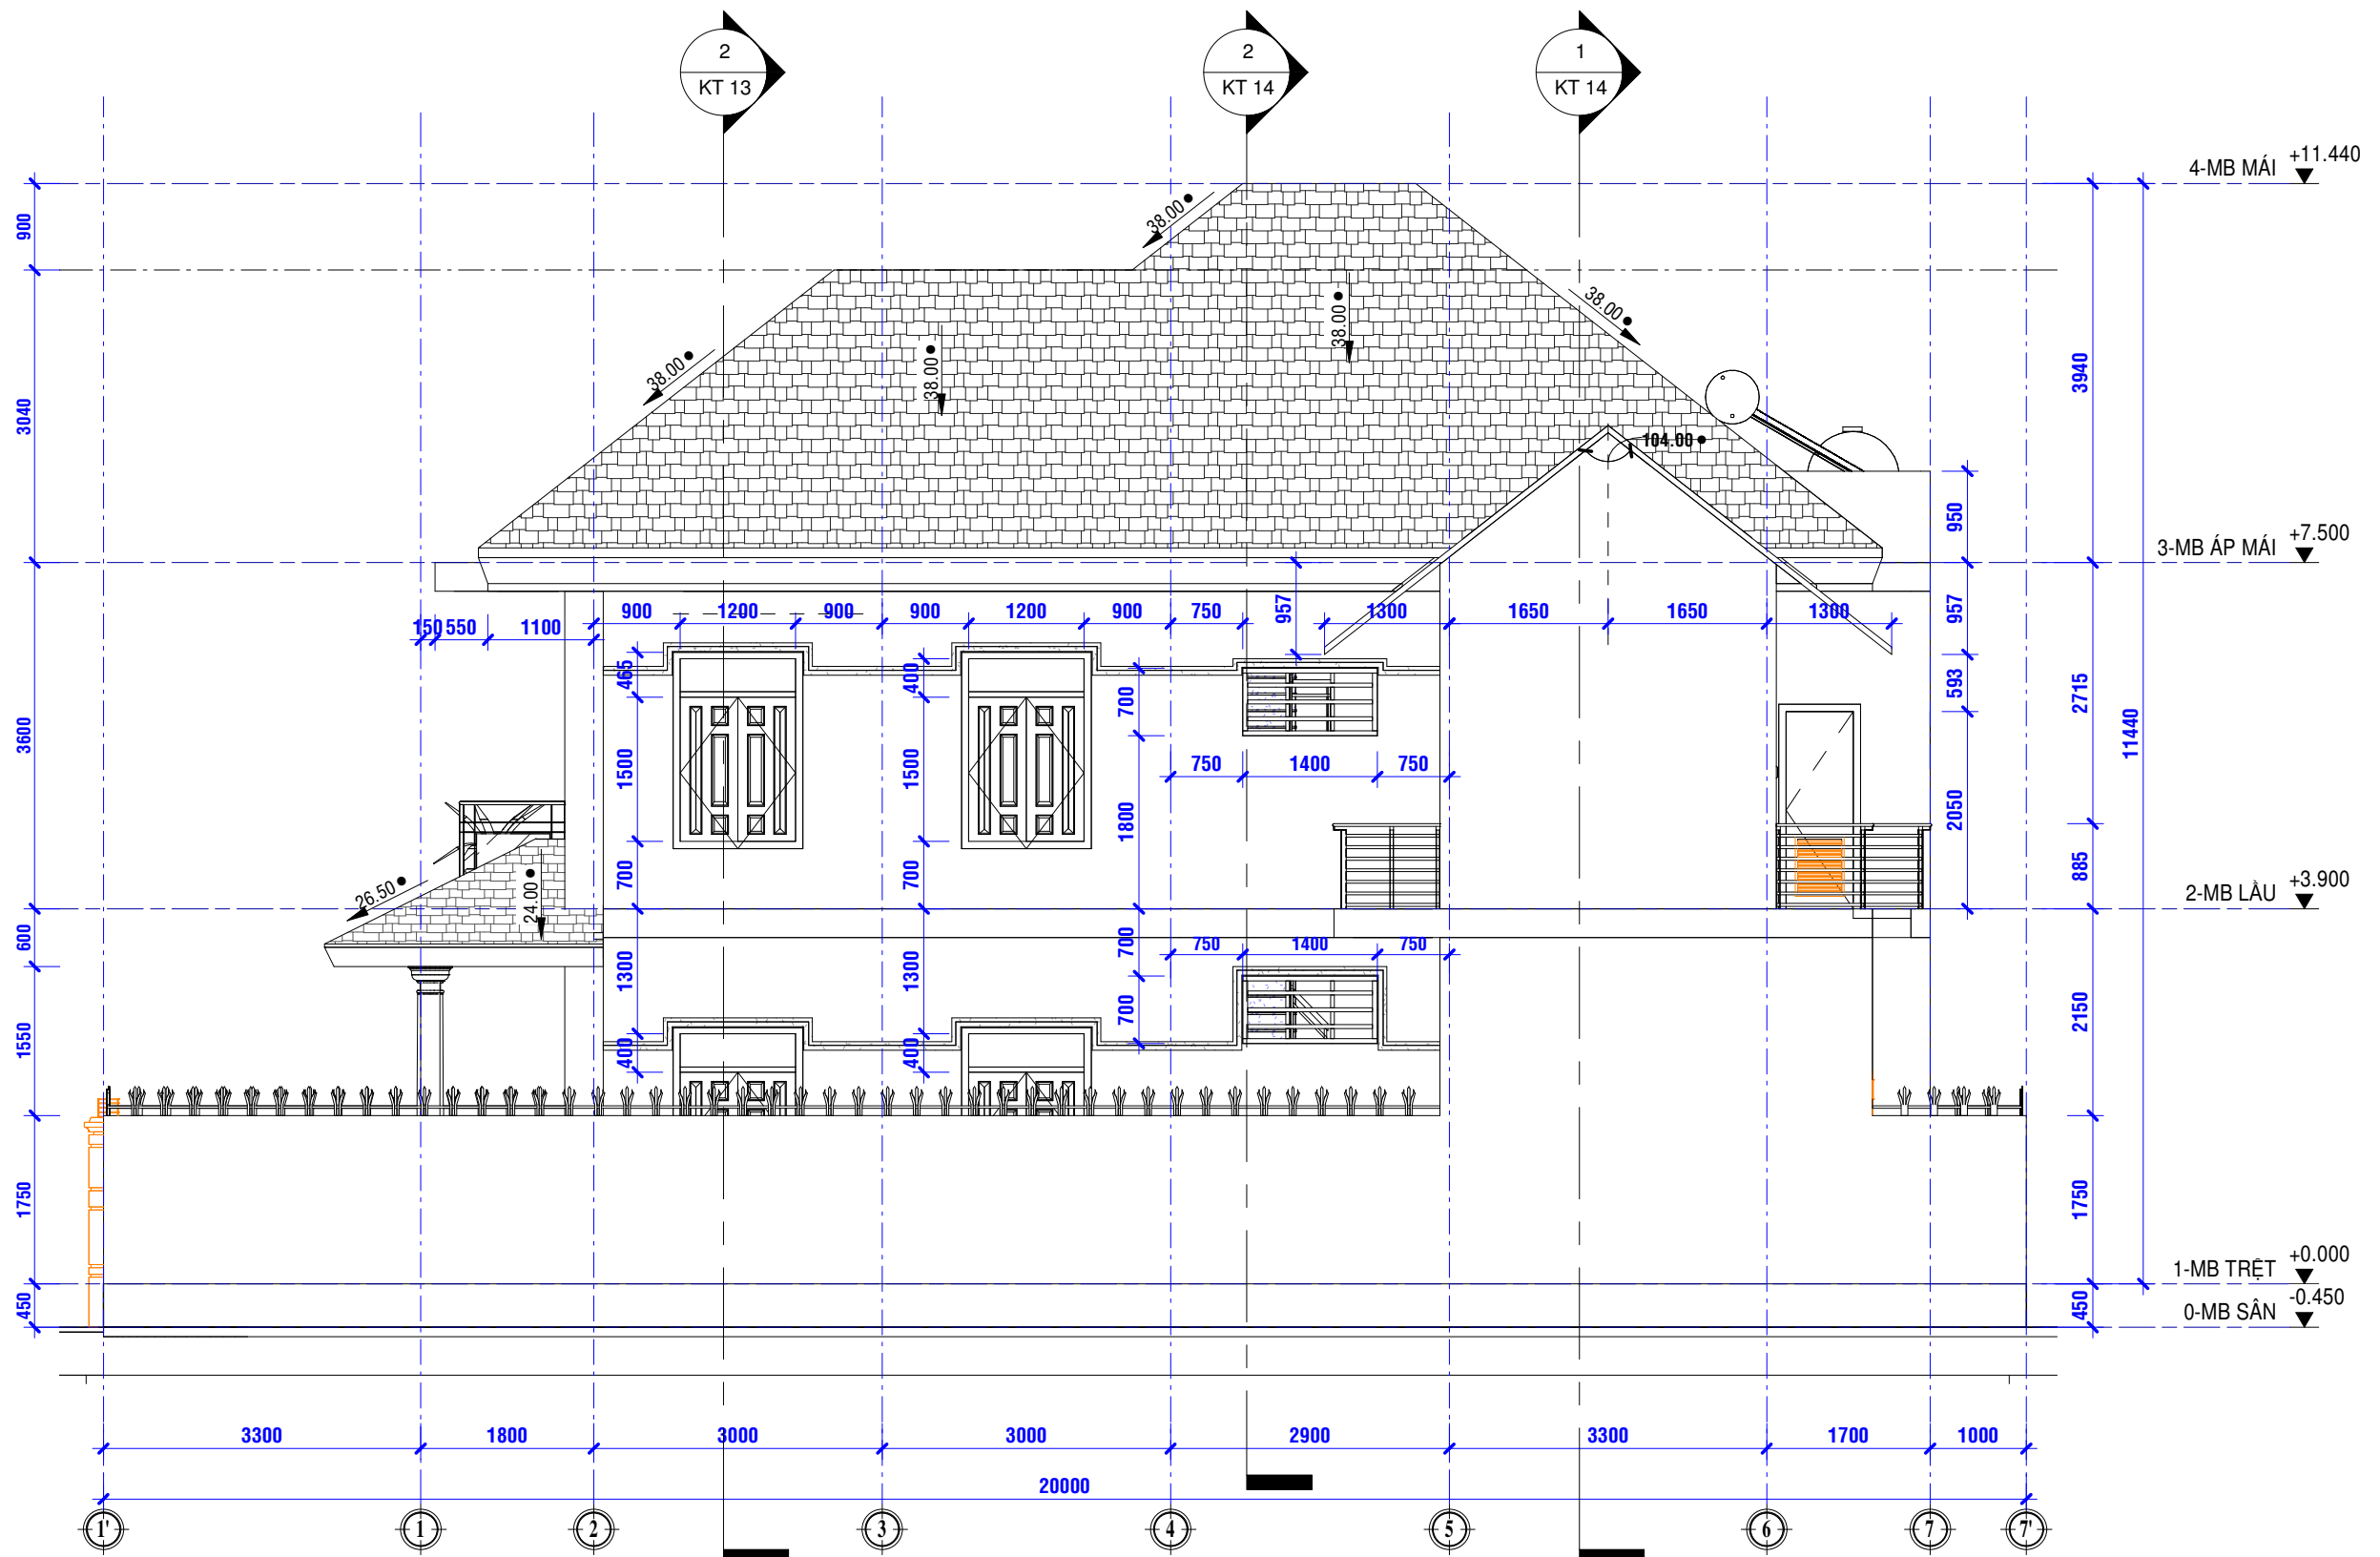 2 2 1
KT 13 KT 14 KT 14
4-MB MÁI +11.440
900
38.00
38.00 38.00
38.00 38.00
3040 3940
104.00
950
3-MB ÁP MÁI +7.500
900 1200 900 900 1200 900 750 957 1300 1650 1650 1300 957
150 550 1100
465 400 700 593 2715
3600 11440
1500 1500 750 1400 750
1800 2050
700 700 885
26.50 24.00
2-MB LẦU +3.900
600 700 750 1400 750
1300 1300
700 2150
1550 400 400
1750 1750
1-MB TRỆT +0.000
450 450
0-MB SÂN -0.450
3300 1800 3000 3000 2900 3300 1700 1000
20000
1' 1 2 3 4 5 6 7 7'